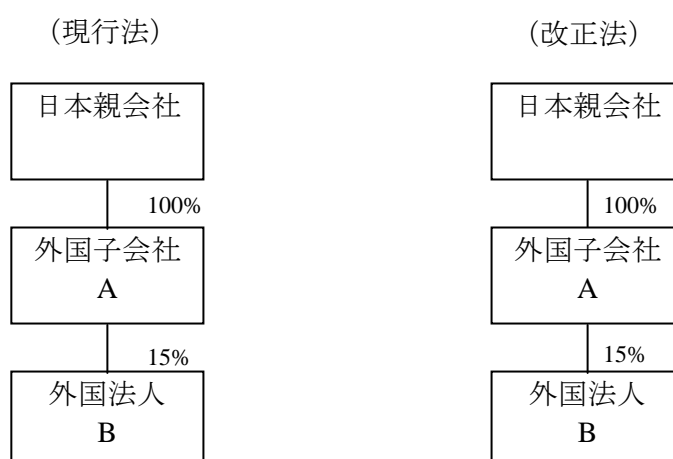 （現行法）
日本親会社
100%
外国子会社
A
15%
外国法人
B
（改正法）
日本親会社
100%
外国子会社
A
15%
外国法人
B